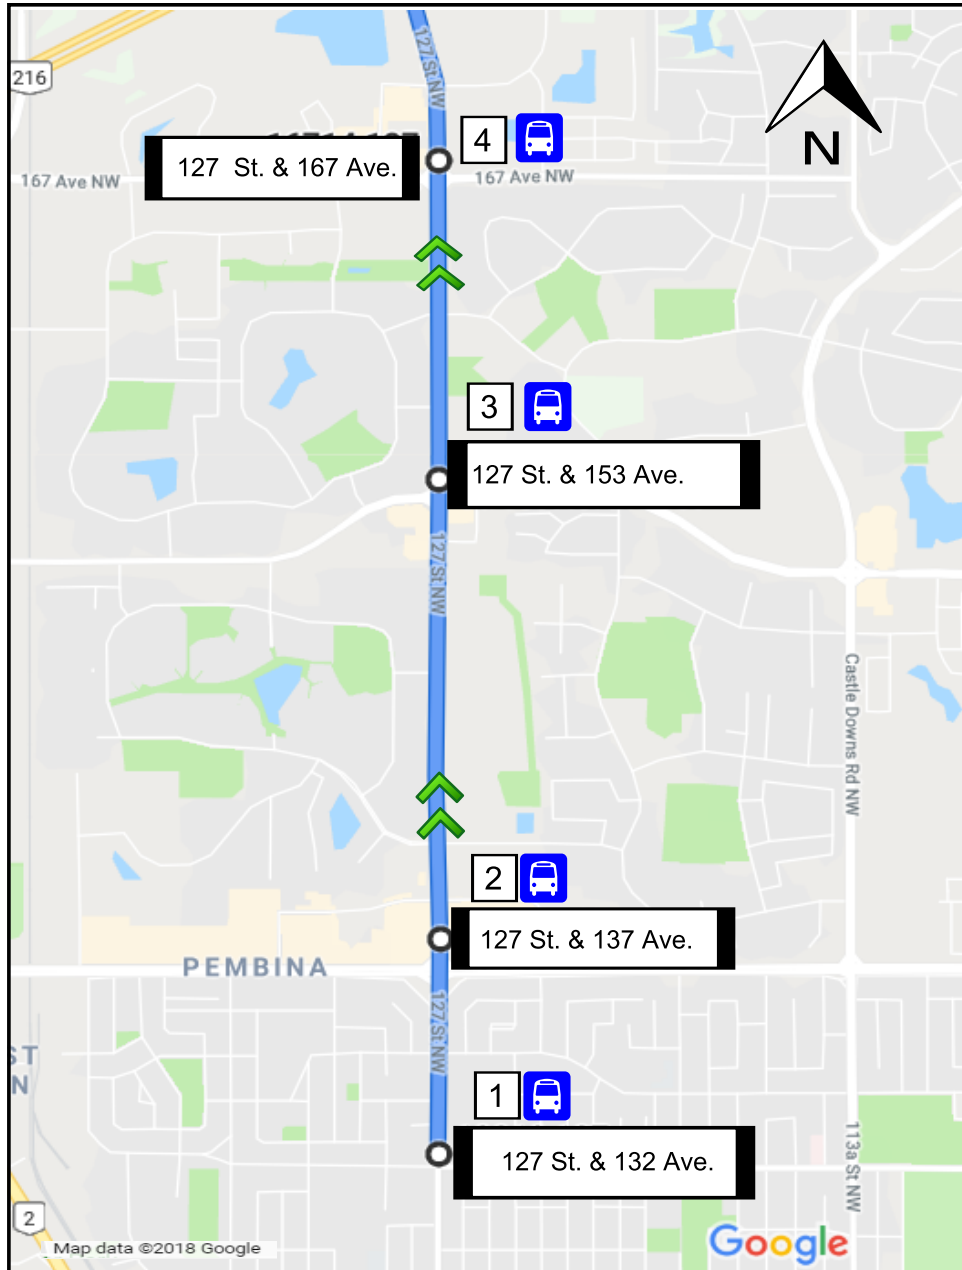 127 St NW
216
4
N
127 St. & 167 Ave.
167 Ave NW
167 Ave NW
3
127 St. & 153 Ave.
127 St NW
Castle Downs Rd NW
2
127 St. & 137 Ave.
PEMBINA
127 St NW
ST
N
1
127 St. & 132 Ave.
113a St NW
2
Map data ©2018 Google
Google